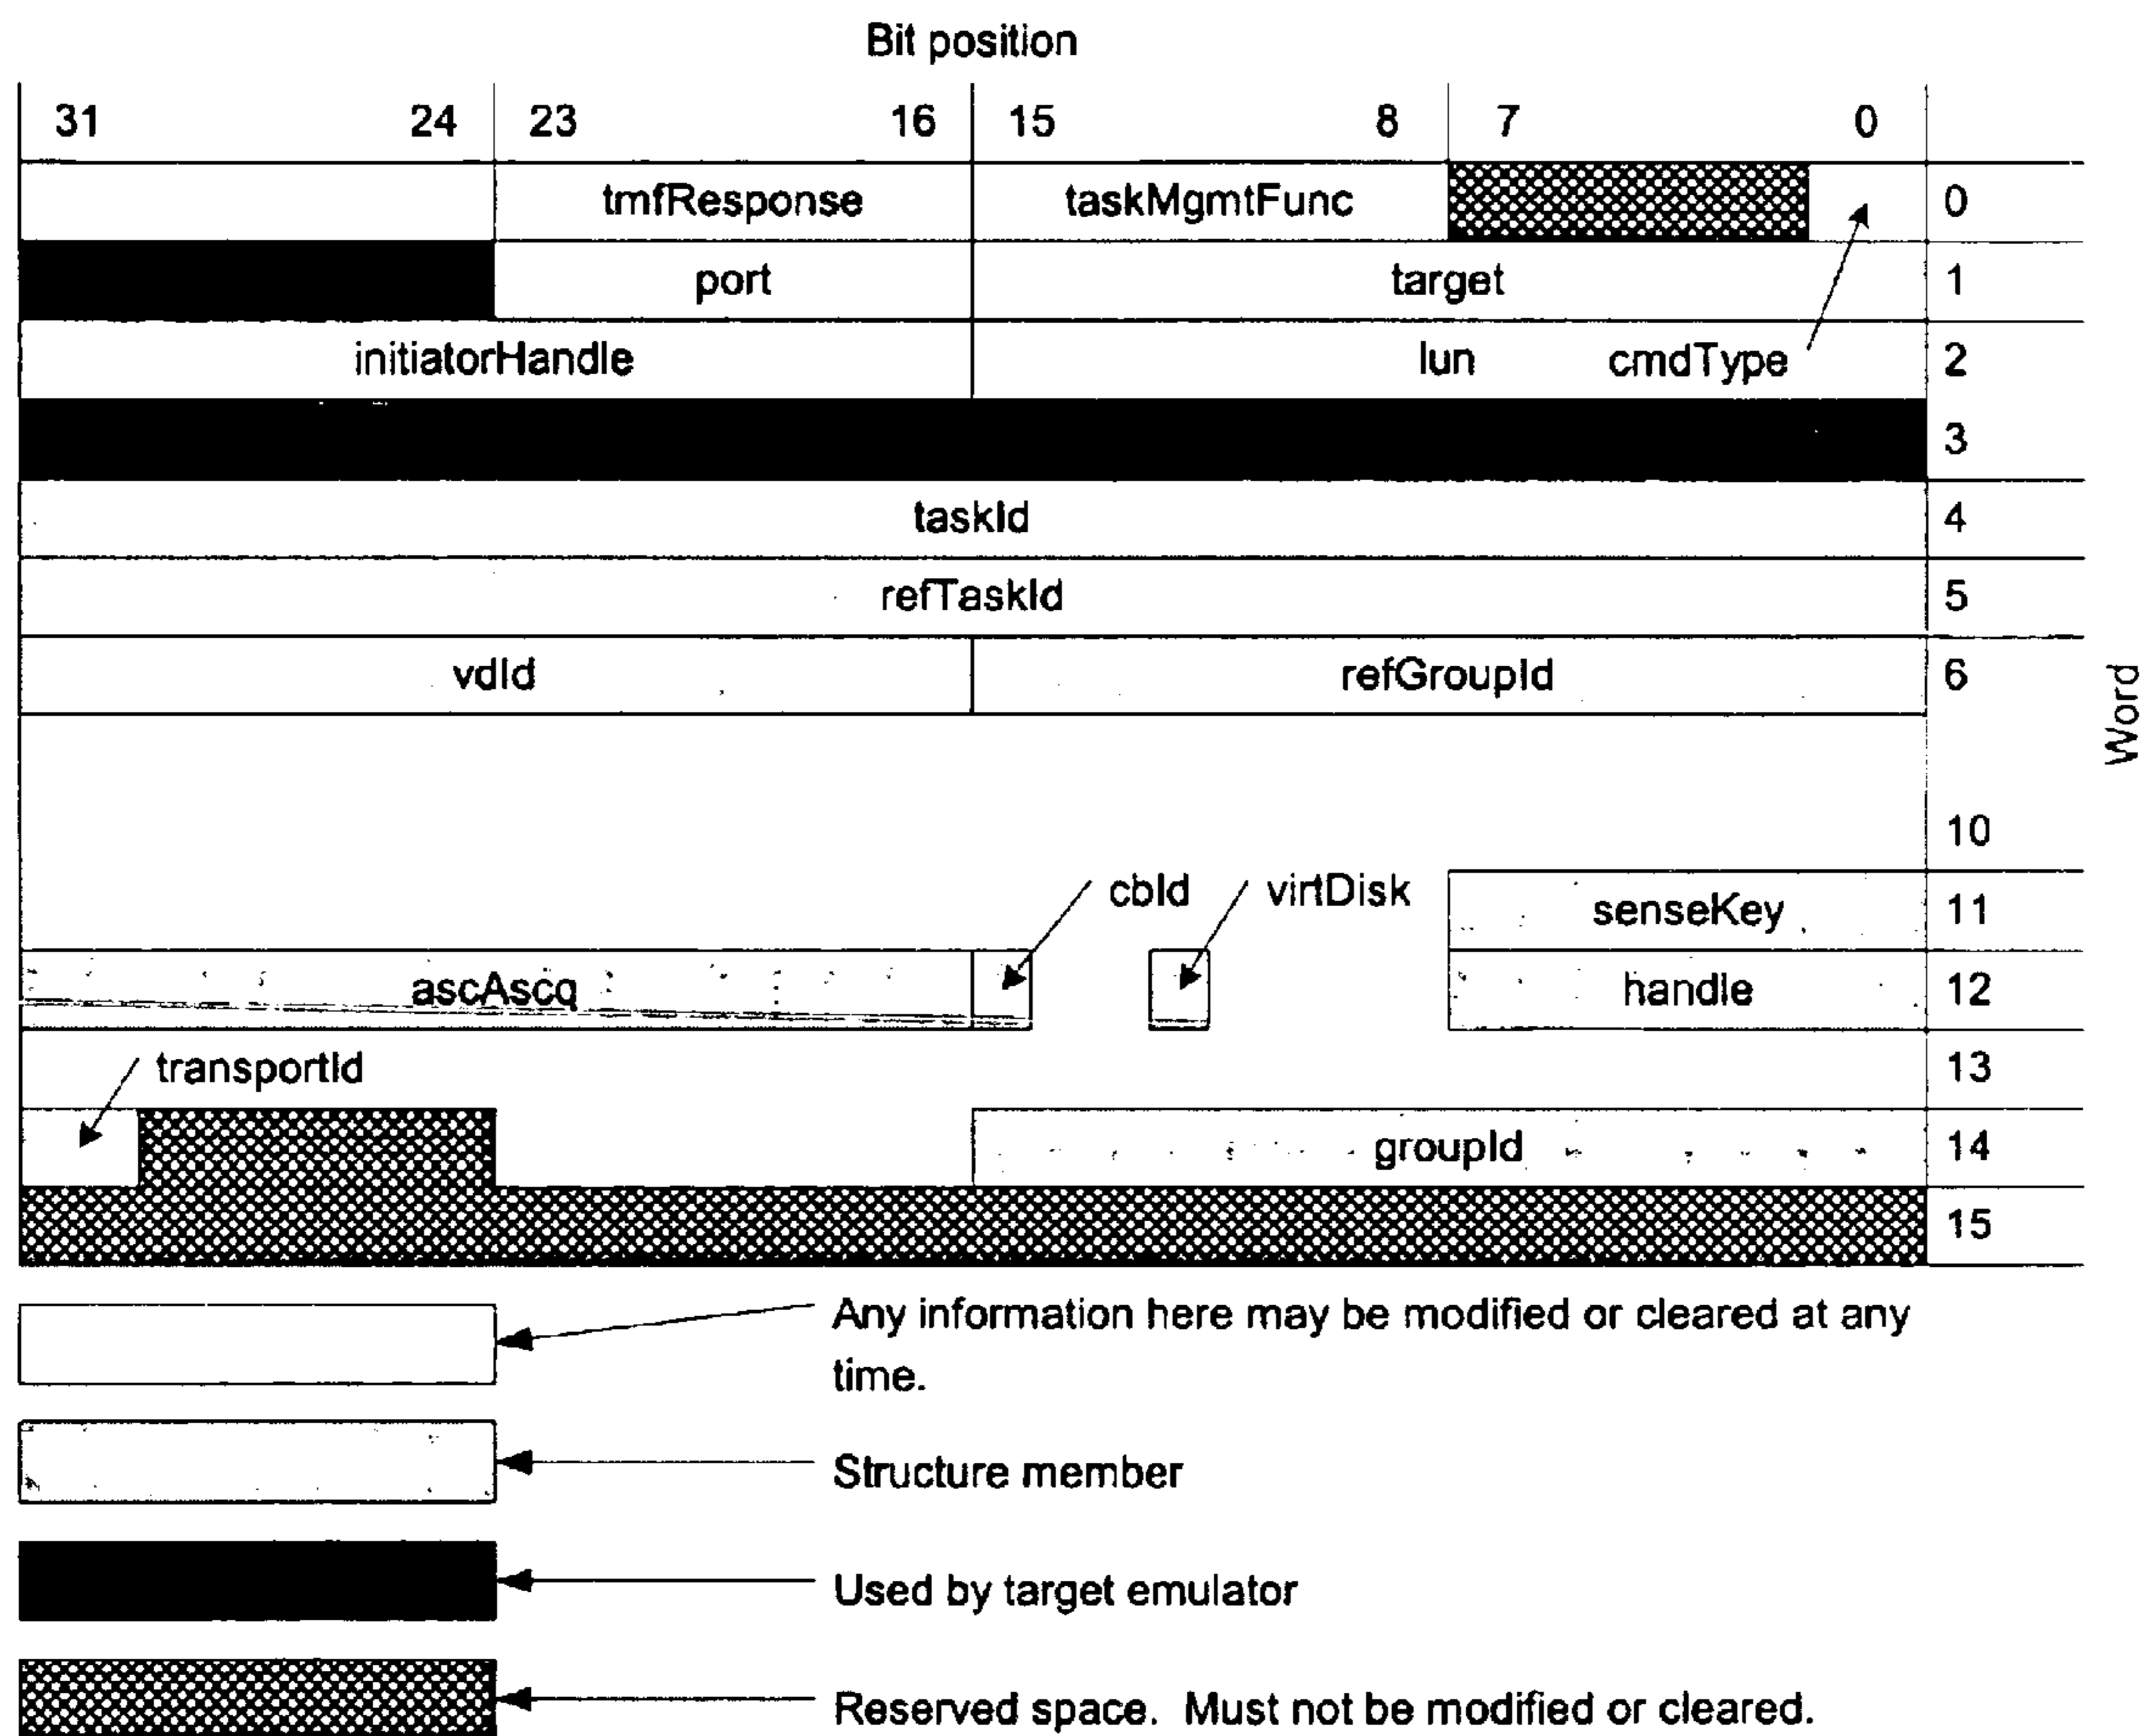 Bit position
31 24 23 16 15 8 7 0
tmfResponse taskMgmtFunc 0
port target 1
initiatorHandle lun cmdType 2
3
taskId 4
refTaskId 5
vdId refGroupId 6
Word
10
cbId virtDisk
senseKey 11
ascAscq handle 12
transportId 13
groupId 14
15
Any information here may be modified or cleared at any
time.
Structure member
Used by target emulator
Reserved space. Must not be modified or cleared.